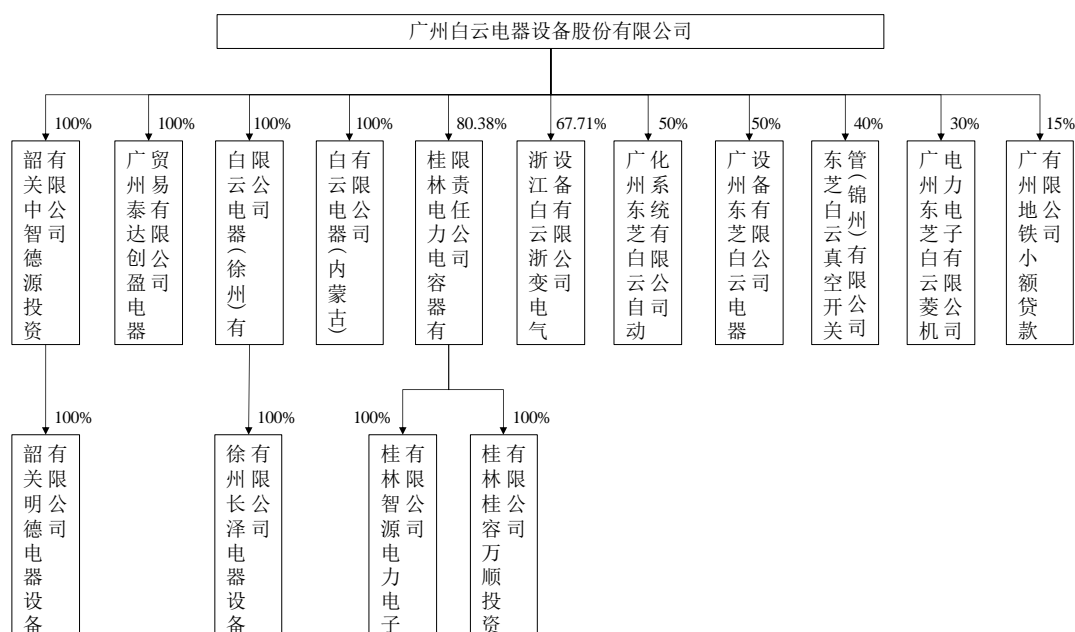 广州白云电器设备股份有限公司
100%
韶关中智德源投资
有限公司
100%
广州泰达创盈电器
贸易有限公司
100%
白云电器(徐州)有
限公司
100%
白云电器(内蒙古)
有限公司
80.38%
桂林电力电容器有
限责任公司
67.71%
浙江白云浙变电气
设备有限公司
50%
广州东芝白云自动
化系统有限公司
50%
广州东芝白云电器
设备有限公司
40%
东芝白云真空开关
管(锦州)有限公司
30%
广州东芝白云菱机
电力电子有限公司
15%
广州地铁小额贷款
有限公司
100%
韶关明德电器设备
有限公司
100%
徐州长泽电器设备
有限公司
100%
桂林智源电力电子
有限公司
100%
桂林桂容万顺投资
有限公司